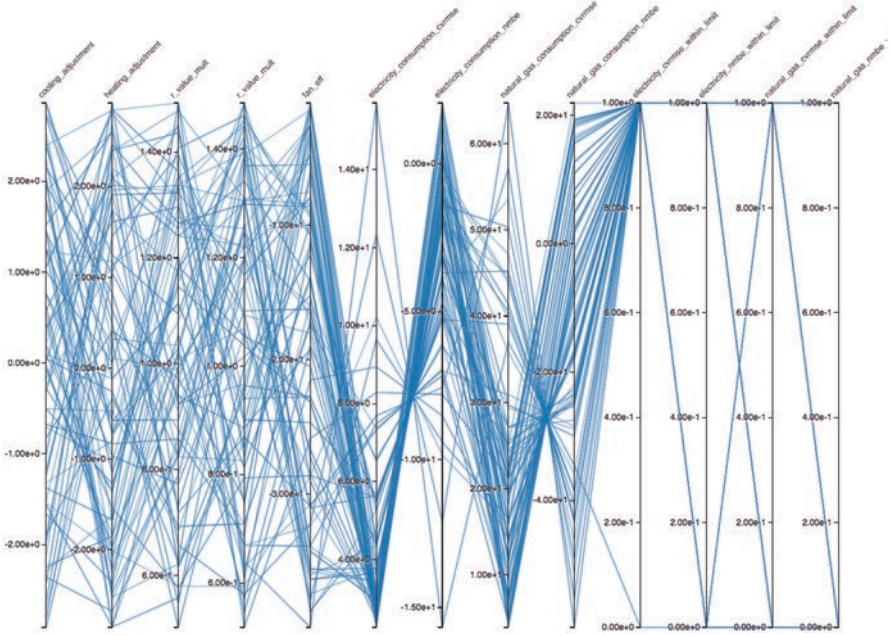 cooling_adjustment
heating_adjustment
r_value_mult
r_value_mult
fan_eff
electricity_consumption_cvrmse
electricity_consumption_nmbe
natural_gas_consumption_cvrmse
natural_gas_consumption_nmbe
electricity_cvrmse_within_limit
electricity_nmbe_within_limit
natural_gas_cvrmse_within_limit
natural_gas_nmbe_
2.00e+0
1.00e+0
0.00e+0
-1.00e+0
-2.00e+0
2.00e+0
1.00e+0
0.00e+0
-1.00e+0
-2.00e+0
1.40e+0
1.20e+0
1.00e+0
8.00e-1
6.00e-1
1.40e+0
1.20e+0
1.00e+0
8.00e-1
6.00e-1
-1.00e+0
-2.00e+0
-3.00e+0
1.40e+1
1.20e+1
1.00e+1
8.00e+0
6.00e+0
4.00e+0
0.00e+0
-5.00e+0
-1.00e+1
-1.50e+1
6.00e+1
5.00e+1
4.00e+1
3.00e+1
2.00e+1
1.00e+1
2.00e+1
0.00e+0
-2.00e+1
-4.00e+1
1.00e+0
8.00e-1
6.00e-1
4.00e-1
2.00e-1
0.00e+0
1.00e+0
8.00e-1
6.00e-1
4.00e-1
2.00e-1
0.00e+0
1.00e+0
8.00e-1
6.00e-1
4.00e-1
2.00e-1
0.00e+0
1.00e+0
8.00e-1
6.00e-1
4.00e-1
2.00e-1
0.00e+0